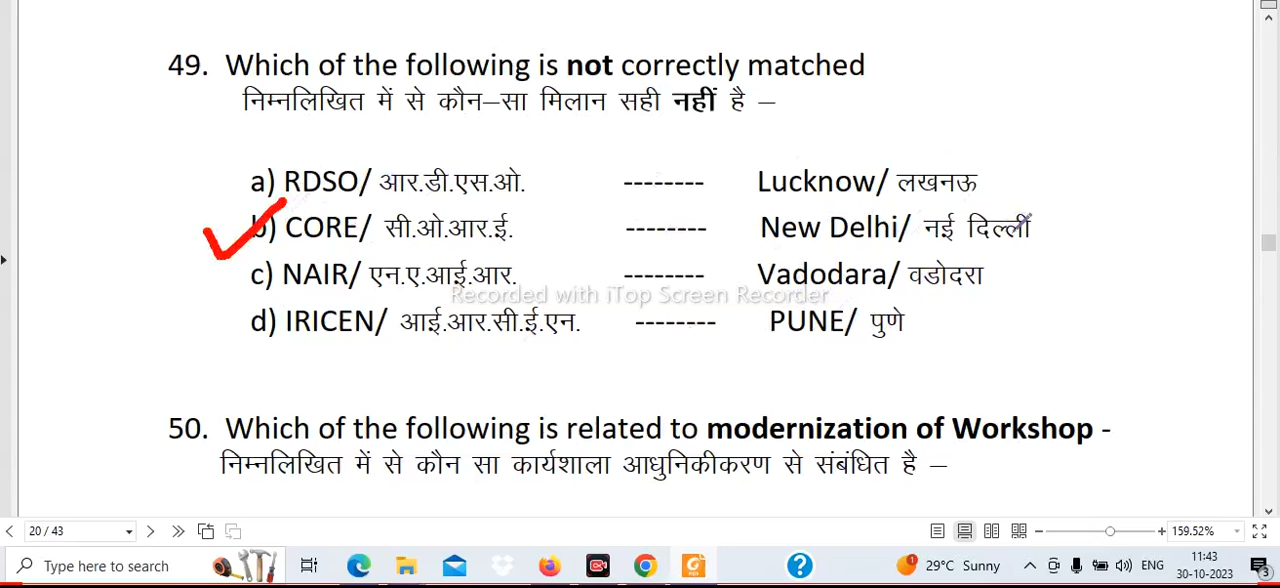 49. Which of the following is not correctly matched
निम्नलिखित में से कौन–सा मिलान सही नहीं है –
a) RDSO/ आर.डी.एस.ओ. -------- Lucknow/ लखनऊ
b) CORE/ सी.ओ.आर.ई. -------- New Delhi/ नई दिल्ली
c) NAIR/ एन.ए.आई.आर. -------- Vadodara/ वडोदरा
Recorded with iTop Screen Recorder
d) IRICEN/ आई.आर.सी.ई.एन. -------- PUNE/ पुणे
50. Which of the following is related to modernization of Workshop -
निम्नलिखित में से कौन सा कार्यशाला आधुनिकीकरण से संबंधित है –
20 / 43 159.52%
Type here to search 29°C Sunny ENG 11:43
30-10-2023